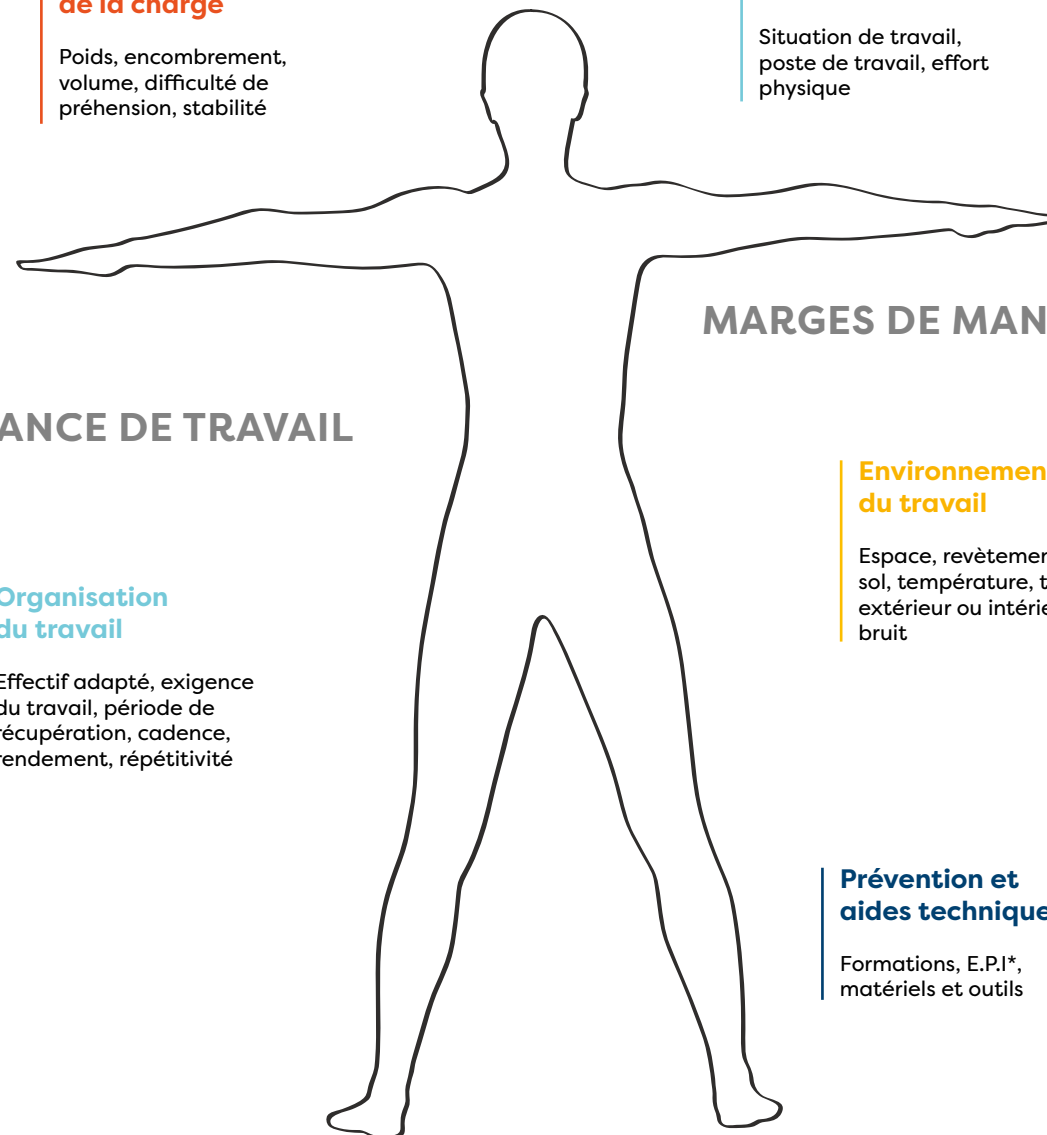 de la charge
Poids, encombrement,
volume, difficulté de
préhension, stabilité
Situation de travail,
poste de travail, effort
physique
MARGES DE MAN
ANCE DE TRAVAIL
Environnemen
du travail
Espace, revètemen
sol, température, t
extérieur ou intérie
bruit
Organisation
du travail
Effectif adapté, exigence
du travail, période de
récupération, cadence,
rendement, répétitivité
Prévention et
aides technique
Formations, E.P.I*,
matériels et outils